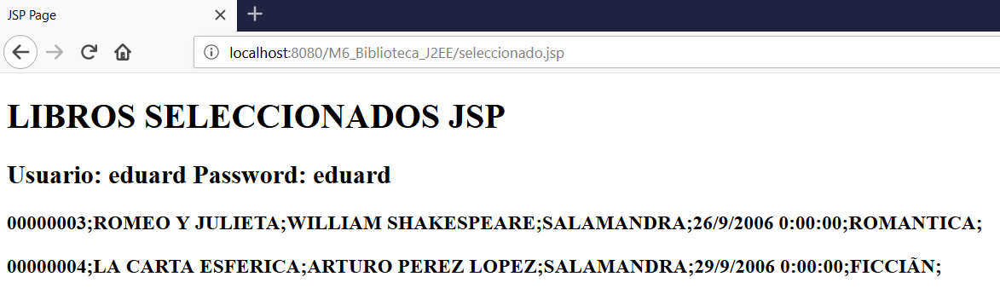 JSP Page
localhost:8080/M6_Biblioteca_J2EE/seleccionado.jsp
LIBROS SELECCIONADOS JSP
Usuario: eduard Password: eduard
00000003;ROMEO Y JULIETA;WILLIAM SHAKESPEARE;SALAMANDRA;26/9/2006 0:00:00;ROMANTICA;
00000004;LA CARTA ESFERICA;ARTURO PEREZ LOPEZ;SALAMANDRA;29/9/2006 0:00:00;FICCIÃN;